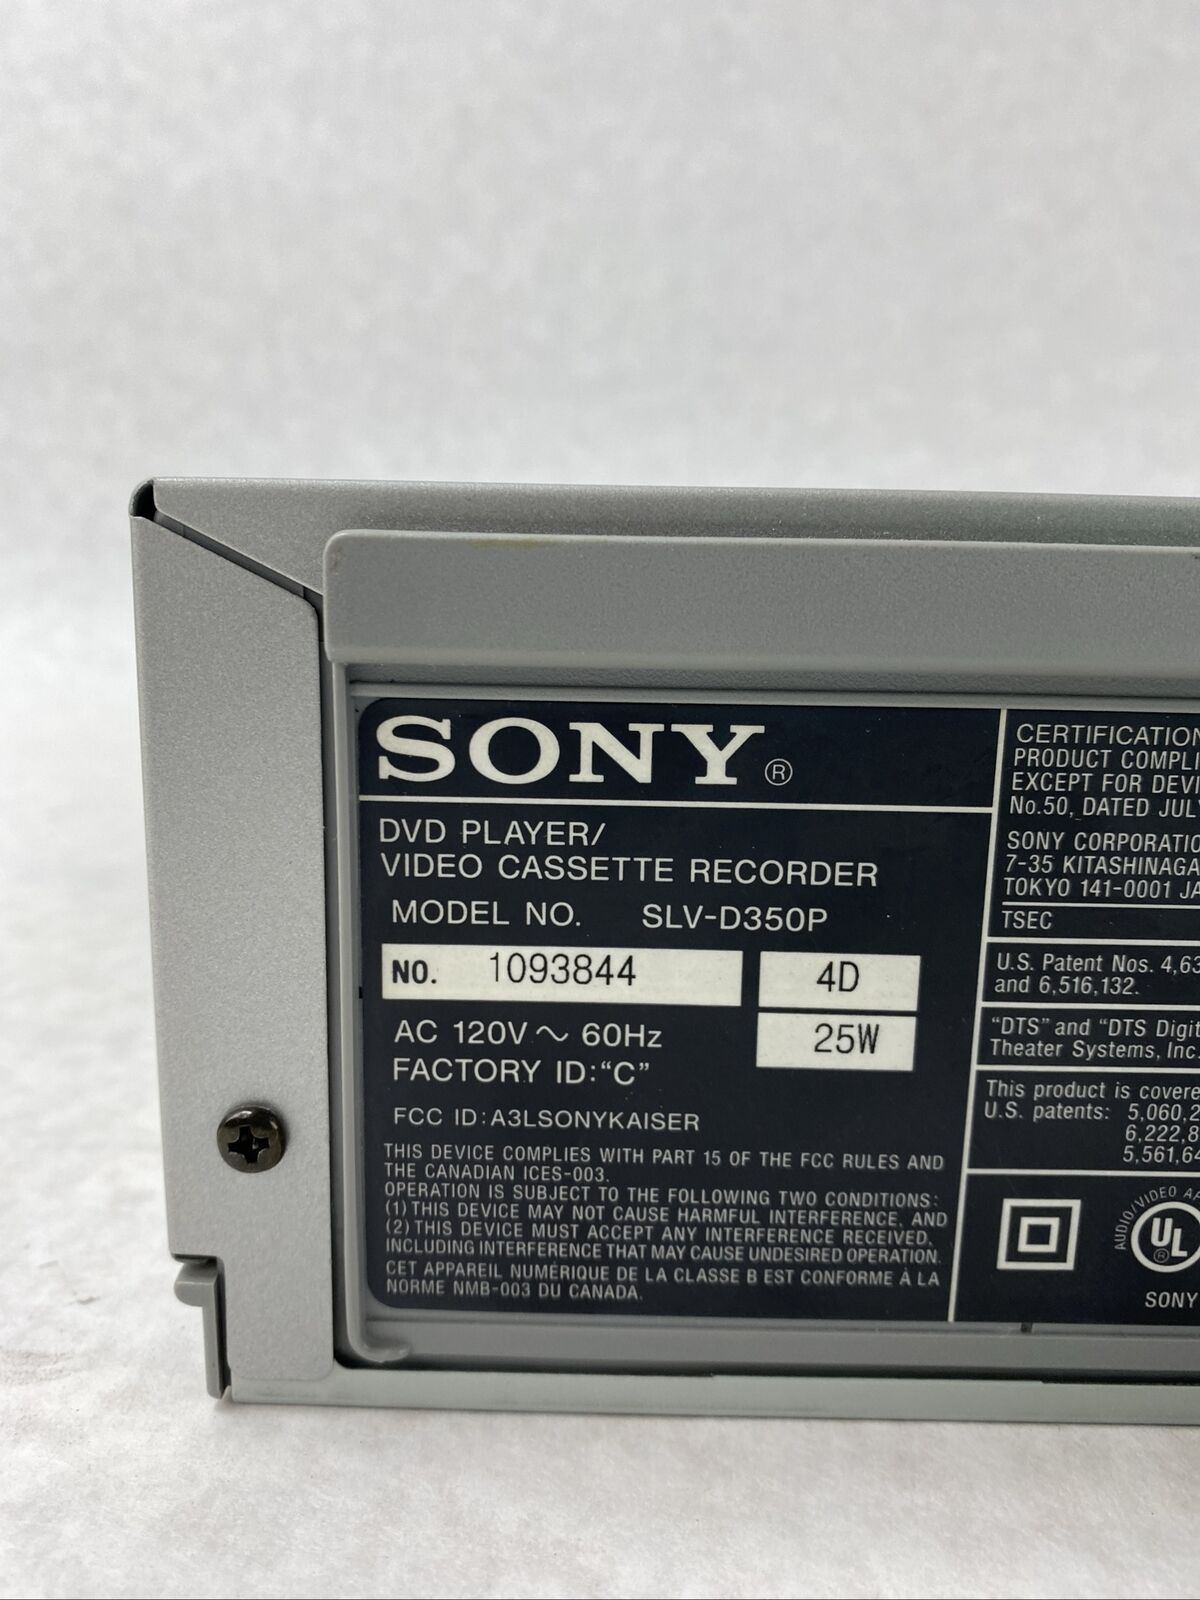 SONY®
DVD PLAYER/
VIDEO CASSETTE RECORDER
MODEL NO. SLV-D350P
NO. 1093844 4D
AC 120V ~ 60Hz 25W
FACTORY ID:“C”
FCC ID: A3LSONYKAISER
THIS DEVICE COMPLIES WITH PART 15 OF THE FCC RULES AND
THE CANADIAN ICES-003.
OPERATION IS SUBJECT TO THE FOLLOWING TWO CONDITIONS:
(1) THIS DEVICE MAY NOT CAUSE HARMFUL INTERFERENCE, AND
(2) THIS DEVICE MUST ACCEPT ANY INTERFERENCE RECEIVED,
INCLUDING INTERFERENCE THAT MAY CAUSE UNDESIRED OPERATION.
CET APPAREIL NUMÉRIQUE DE LA CLASSE B EST CONFORME À LA
NORME NMB-003 DU CANADA.
CERTIFICATION
PRODUCT COMPLI
EXCEPT FOR DEVI
No.50, DATED JULY
SONY CORPORATIO
7-35 KITASHINAGA
TOKYO 141-0001 JA
TSEC
U.S. Patent Nos. 4,63
and 6,516,132.
“DTS” and “DTS Digit
Theater Systems, Inc.
This product is covere
U.S. patents: 5,060,2
6,222,8
5,561,64
AUDIO/VIDEO AP
UL®
SONY